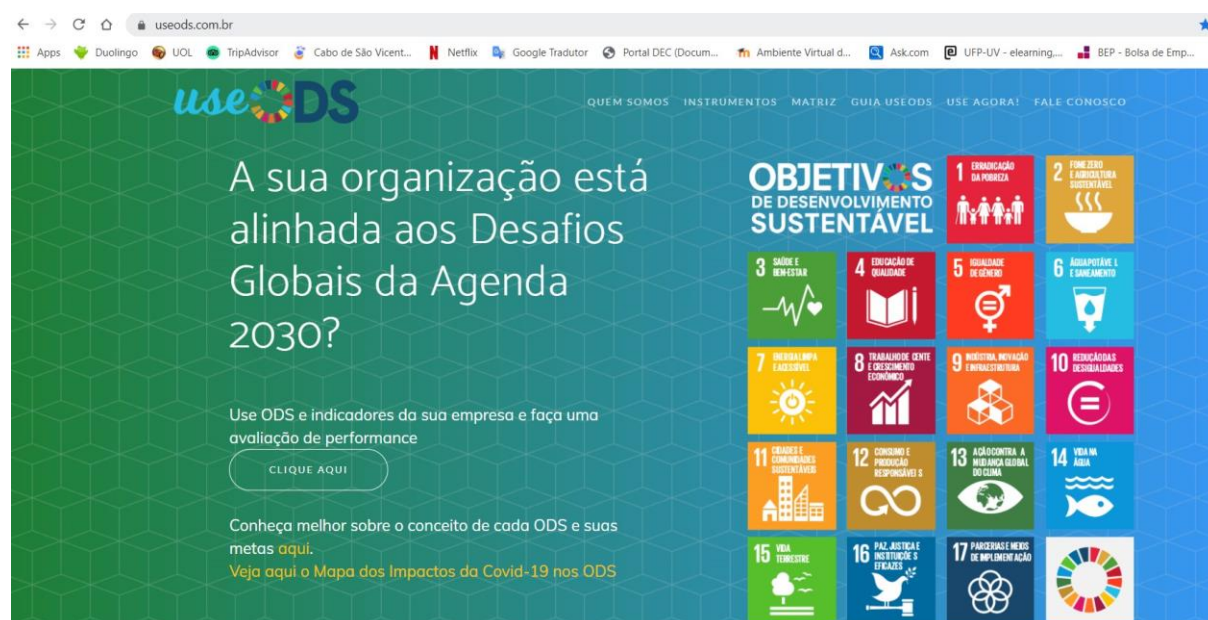 useods.com.br
Apps Duolingo UOL TripAdvisor Cabo de São Vicent... Netflix Google Tradutor Portal DEC (Docum... Ambiente Virtual d... Ask.com UFP-UV - elearning,... BEP - Bolsa de Emp...
useODS
QUEM SOMOS INSTRUMENTOS MATRIZ GUIA USEODS USE AGORA! FALE CONOSCO
A sua organização está
alinhada aos Desafios
Globais da Agenda
2030?
Use ODS e indicadores da sua empresa e faça uma
avaliação de performance
CLIQUE AQUI
Conheça melhor sobre o conceito de cada ODS e suas
metas aqui.
Veja aqui o Mapa dos Impactos da Covid-19 nos ODS
OBJETIVOS
DE DESENVOLVIMENTO
SUSTENTÁVEL
1 ERRADICAÇÃO
DA POBREZA
2 FOME ZERO
E AGRICULTURA
SUSTENTÁVEL
3 SAÚDE E
BEM-ESTAR
4 EDUCAÇÃO DE
QUALIDADE
5 IGUALDADE
DE GÊNERO
6 ÁGUA POTÁVE L
E SANEAMENTO
7 ENERGIA LIMPA
E ACESSÍVEL
8 TRABALHO DE CENTE
E CRESCIMENTO
ECONÔMICO
9 INDÚSTRIA, INOVAÇÃO
E INFRAESTRUTURA
10 REDUÇÃO DAS
DESIGUALDADES
11 CIDADES E
COMUNIDADES
SUSTENTÁVEIS
12 CONSUMO E
PRODUÇÃO
RESPONSÁVEI S
13 AÇÃO CONTRA A
MUDANÇA GLOBAL
DO CLIMA
14 VIDA NA
ÁGUA
15 VIDA
TERRESTRE
16 PAZ, JUSTIÇA E
INSTITUIÇÕE S
EFICAZES
17 PARCERIAS E MEIOS
DE IMPLEMENTAÇÃO